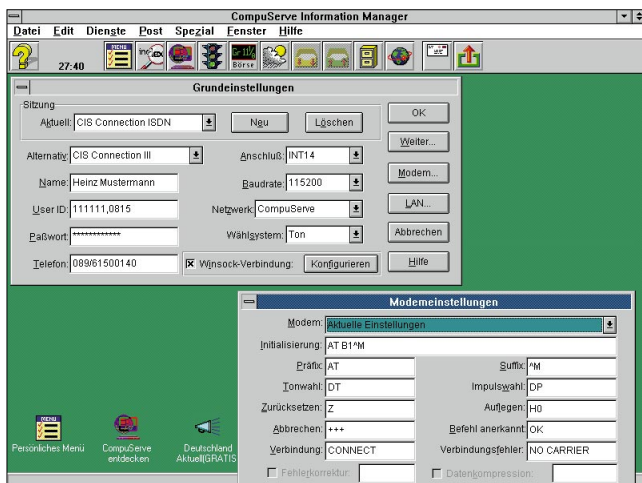 CompuServe Information Manager
Datei Edit Dienste Post Spezial Fenster Hilfe
27:40 MENU Börse
Grundeinstellungen
Sitzung
Aktuell: CIS Connection ISDN Neu Löschen OK
Weiter...
Alternativ: CIS Connection III Anschluß: INT14
Modem...
Name: Heinz Mustermann Baudrate: 115200
User ID: 111111,0815 Netzwerk: CompuServe LAN...
Paßwort: *********** Wählsystem: Ton Abbrechen
Telefon: 089/61500140 Winsock-Verbindung: Konfigurieren Hilfe
Modemeinstellungen
Modem: Aktuelle Einstellungen
Initialisierung: AT B1^M
Präfix: AT Suffix: ^M
Tonwahl: DT Impulswahl: DP
Zurücksetzen: Z Auflegen: H0
Abbrechen: +++ Befehl anerkannt: OK
Verbindung: CONNECT Verbindungsfehler: NO CARRIER
Fehlerkorrektur: Datenkompression:
MENU
Persönliches Menü CompuServe Deutschland
entdecken Aktuell(GRATIS